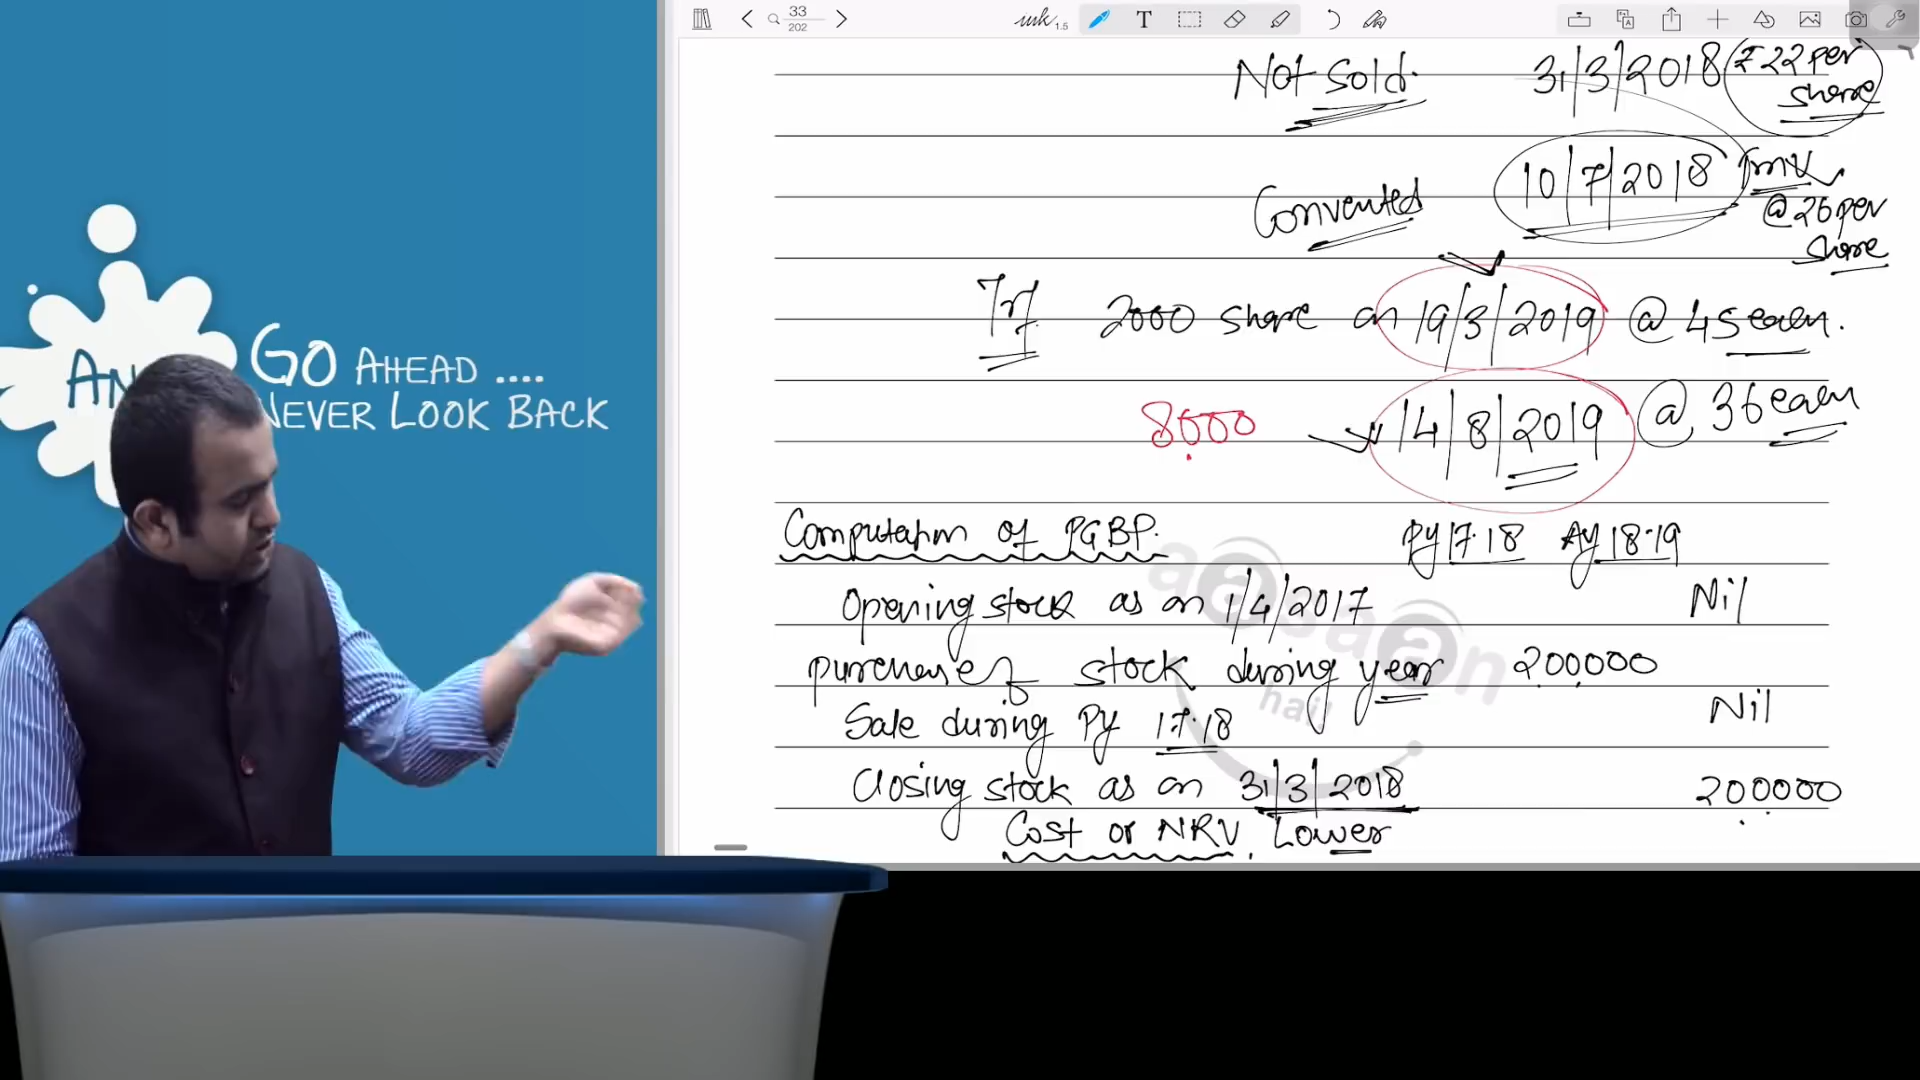 33
202
ink 1.5
T
Not Sold. 31/3/2018 ₹22 per
share
Converted 10/7/2018 fmv
@26 per
share
Trf 2000 share on 19/3/2019 @ 45 each.
8000 14/8/2019 @ 36 each
Computation of PGBP. Py 17.18 Ay 18.19
Opening stock as on 1/4/2017 Nil
purchase of stock during year 200000
Sale during Py 17.18 Nil
Closing stock as on 31/3/2018 200000
Cost or NRV, Lower
GO AHEAD ....
NEVER LOOK BACK